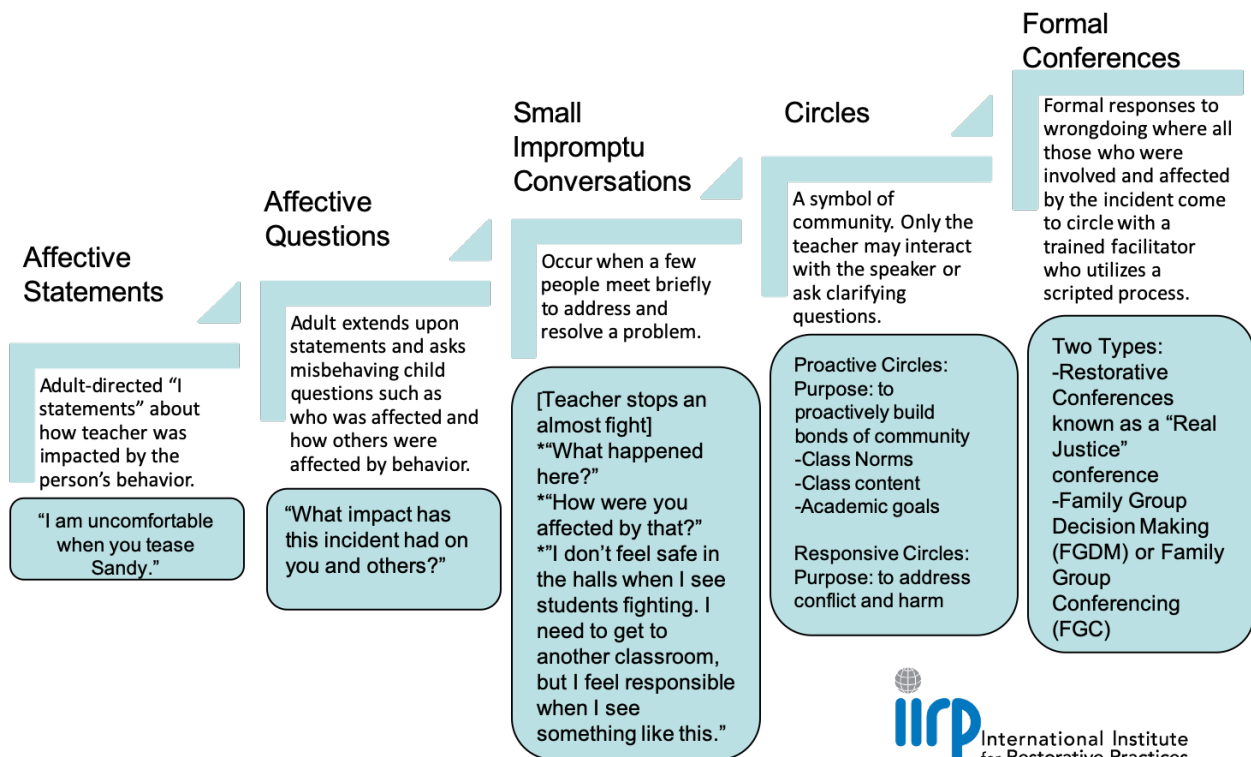 Affective
Statements
Adult-directed “I
statements” about
how teacher was
impacted by the
person’s behavior.
“I am uncomfortable
when you tease
Sandy.”
Affective
Questions
Adult extends upon
statements and asks
misbehaving child
questions such as
who was affected and
how others were
affected by behavior.
“What impact has
this incident had on
you and others?”
Small
Impromptu
Conversations
Occur when a few
people meet briefly
to address and
resolve a problem.
[Teacher stops an
almost fight]
*“What happened
here?”
*“How were you
affected by that?”
*”I don’t feel safe in
the halls when I see
students fighting. I
need to get to
another classroom,
but I feel responsible
when I see
something like this.”
Circles
A symbol of
community. Only the
teacher may interact
with the speaker or
ask clarifying
questions.
Proactive Circles:
Purpose: to
proactively build
bonds of community
-Class Norms
-Class content
-Academic goals
Responsive Circles:
Purpose: to address
conflict and harm
Formal
Conferences
Formal responses to
wrongdoing where all
those who were
involved and affected
by the incident come
to circle with a
trained facilitator
who utilizes a
scripted process.
Two Types:
-Restorative
Conferences
known as a “Real
Justice”
conference
-Family Group
Decision Making
(FGDM) or Family
Group
Conferencing
(FGC)
iirp
International Institute
for Restorative Practices